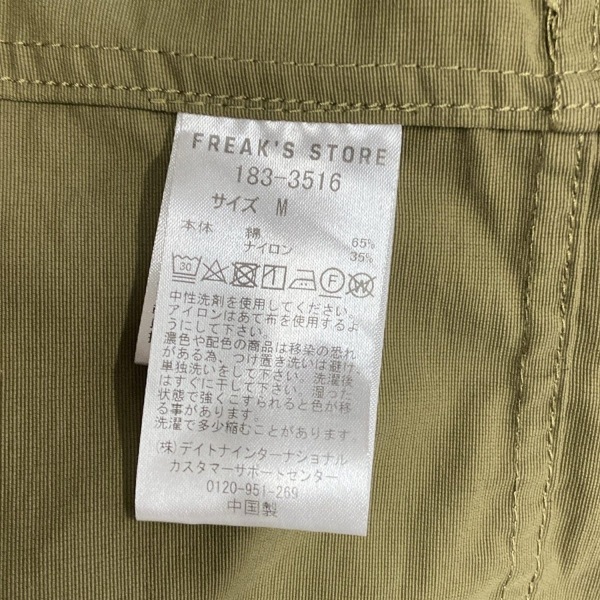 FREAK'S STORE
183-3516
サイズ M
本体 綿 65%
ナイロン 35%
30
中性洗剤を使用してください。
アイロンはあて布を使用するよ
うにして下さい。
濃色や配色の商品は移染の恐れ
がある為、つけ置き洗いは避け
単独洗いをして下さい。洗濯後
はすぐに干して下さい。湿った
状態で強くこすられると色が移
る事があります。
洗濯で多少縮むことがあります。
(株)デイトナインターナショナル
カスタマーサポートセンター
0120-951-269
中国製